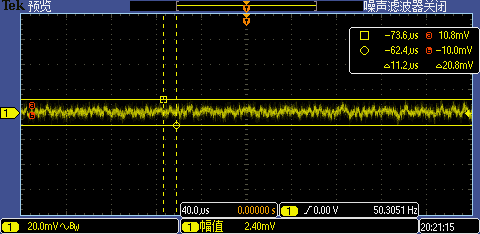 Tek 预览 T 噪声滤波器关闭
-73.6µs 10.8mV
-62.4µs -10.0mV
△11.2µs △20.8mV
1
40.0µs 0.00000 s 1 / 0.00 V 50.3051 Hz
1 20.0mV∿BW 1 幅值 2.40mV 20:21:15